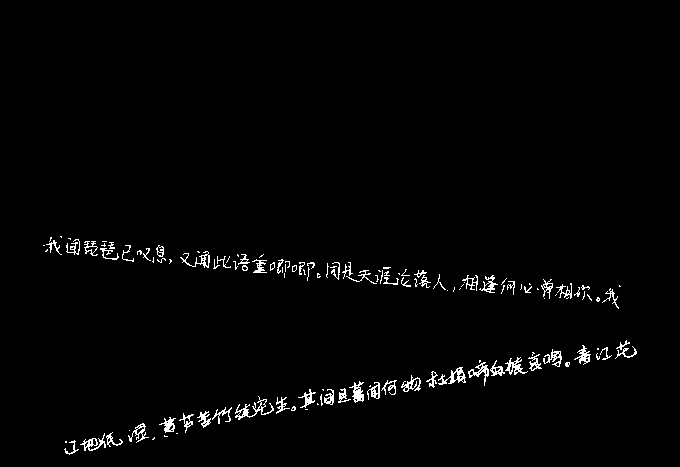 我闻琵琶已叹息，又闻此语重唧唧。同是天涯沦落人，相逢何必曾相识。我
江地低湿，黄芦苦竹绕宅生。其间旦暮闻何物 杜鹃啼血猿哀鸣。春江花